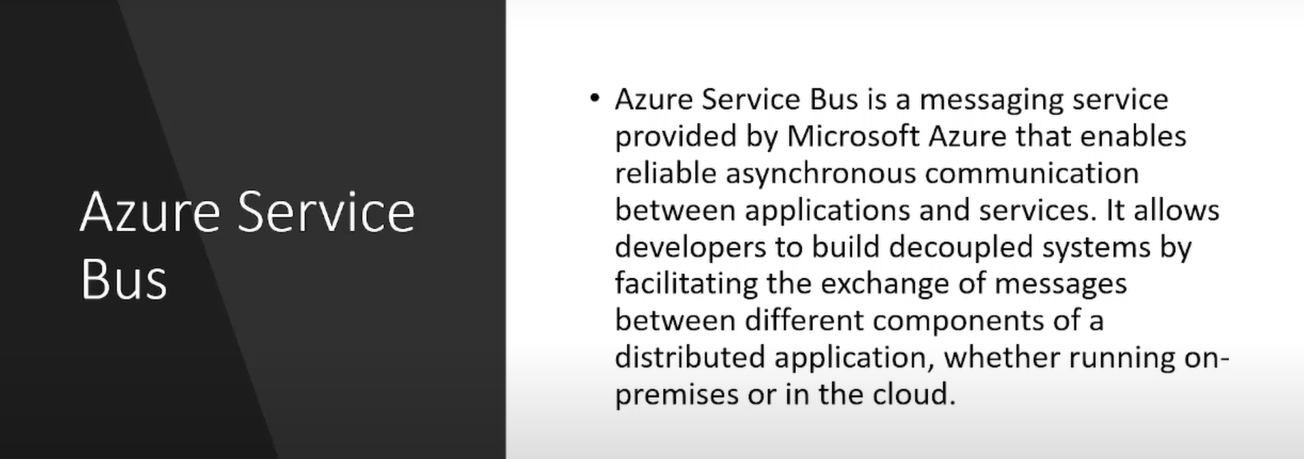 Azure Service
Bus
• Azure Service Bus is a messaging service
provided by Microsoft Azure that enables
reliable asynchronous communication
between applications and services. It allows
developers to build decoupled systems by
facilitating the exchange of messages
between different components of a
distributed application, whether running on-
premises or in the cloud.